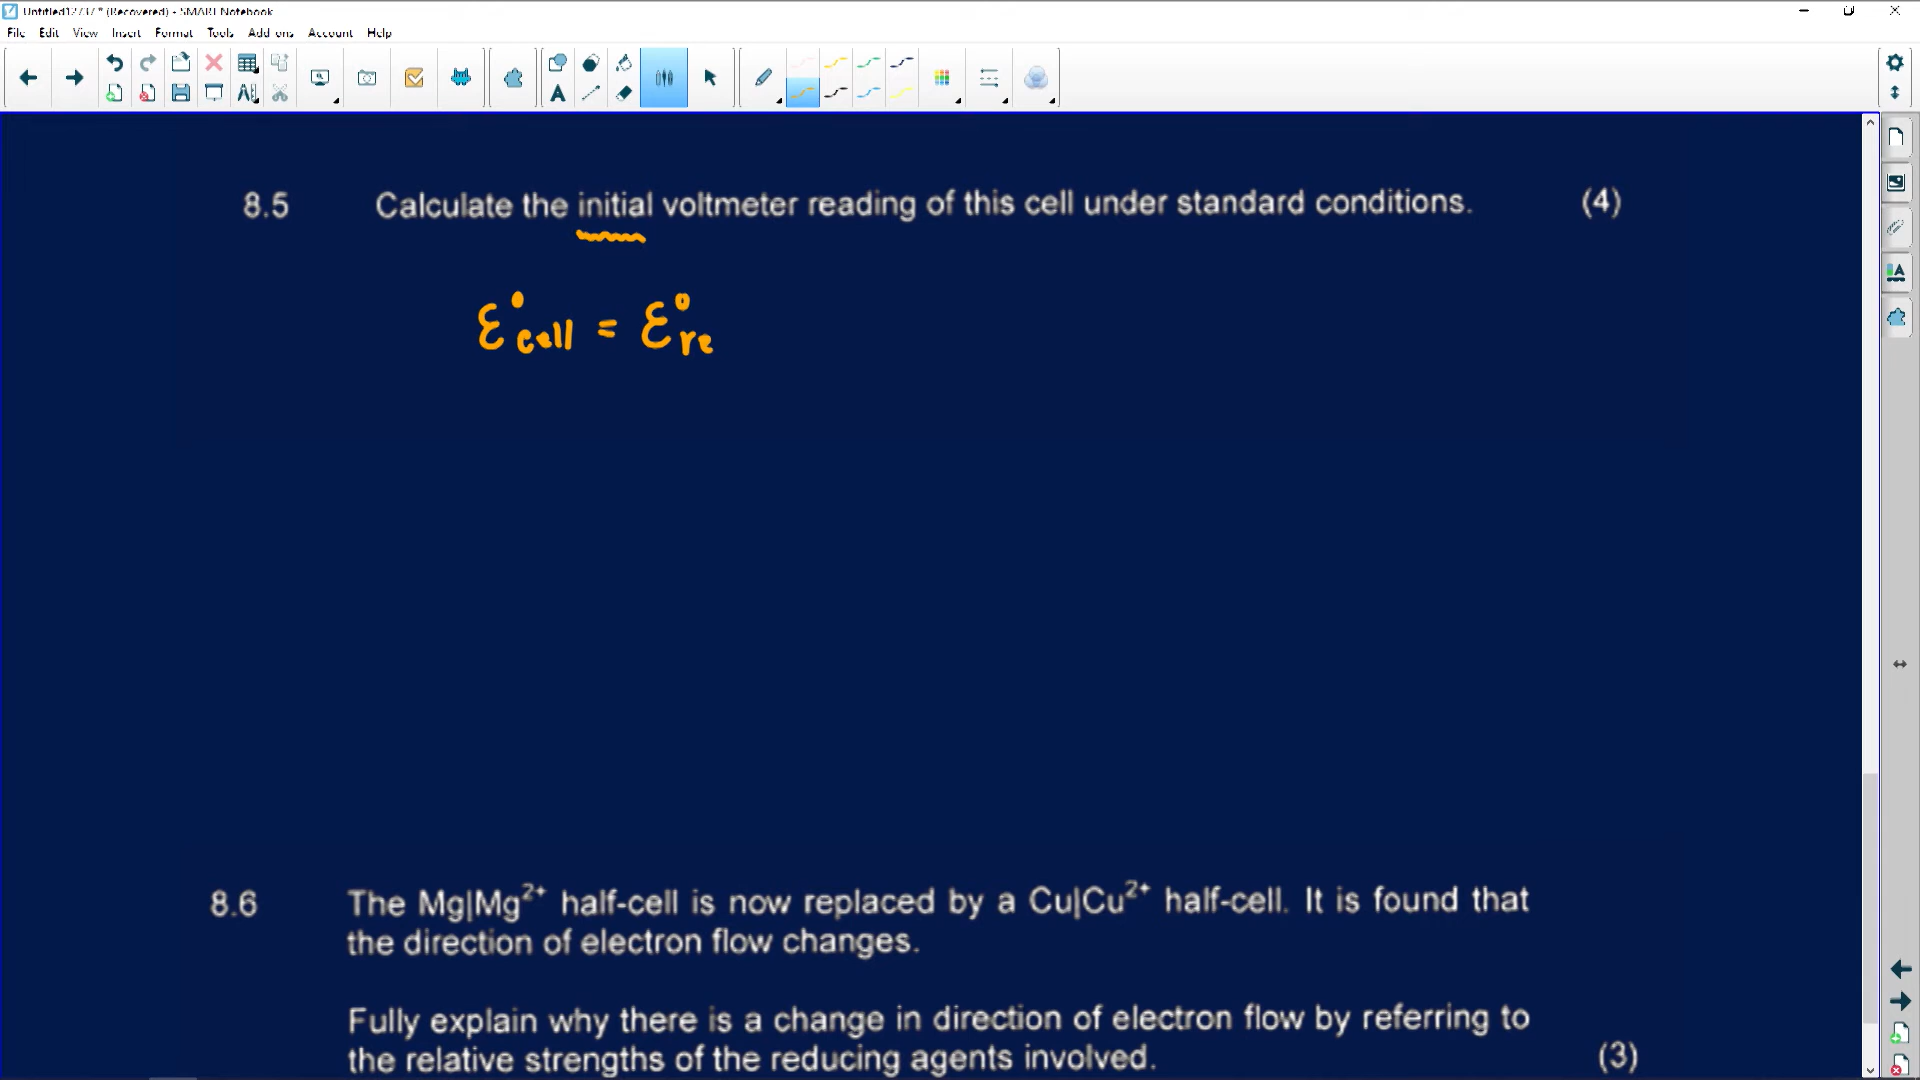 Untitled12737 * (Recovered) - SMART Notebook
File Edit View Insert Format Tools Add-ons Account Help
8.5 Calculate the initial voltmeter reading of this cell under standard conditions. (4)
Ɛ⁰cell = Ɛ⁰re
8.6 The Mg|Mg²⁺ half-cell is now replaced by a Cu|Cu²⁺ half-cell. It is found that
the direction of electron flow changes.
Fully explain why there is a change in direction of electron flow by referring to
the relative strengths of the reducing agents involved. (3)